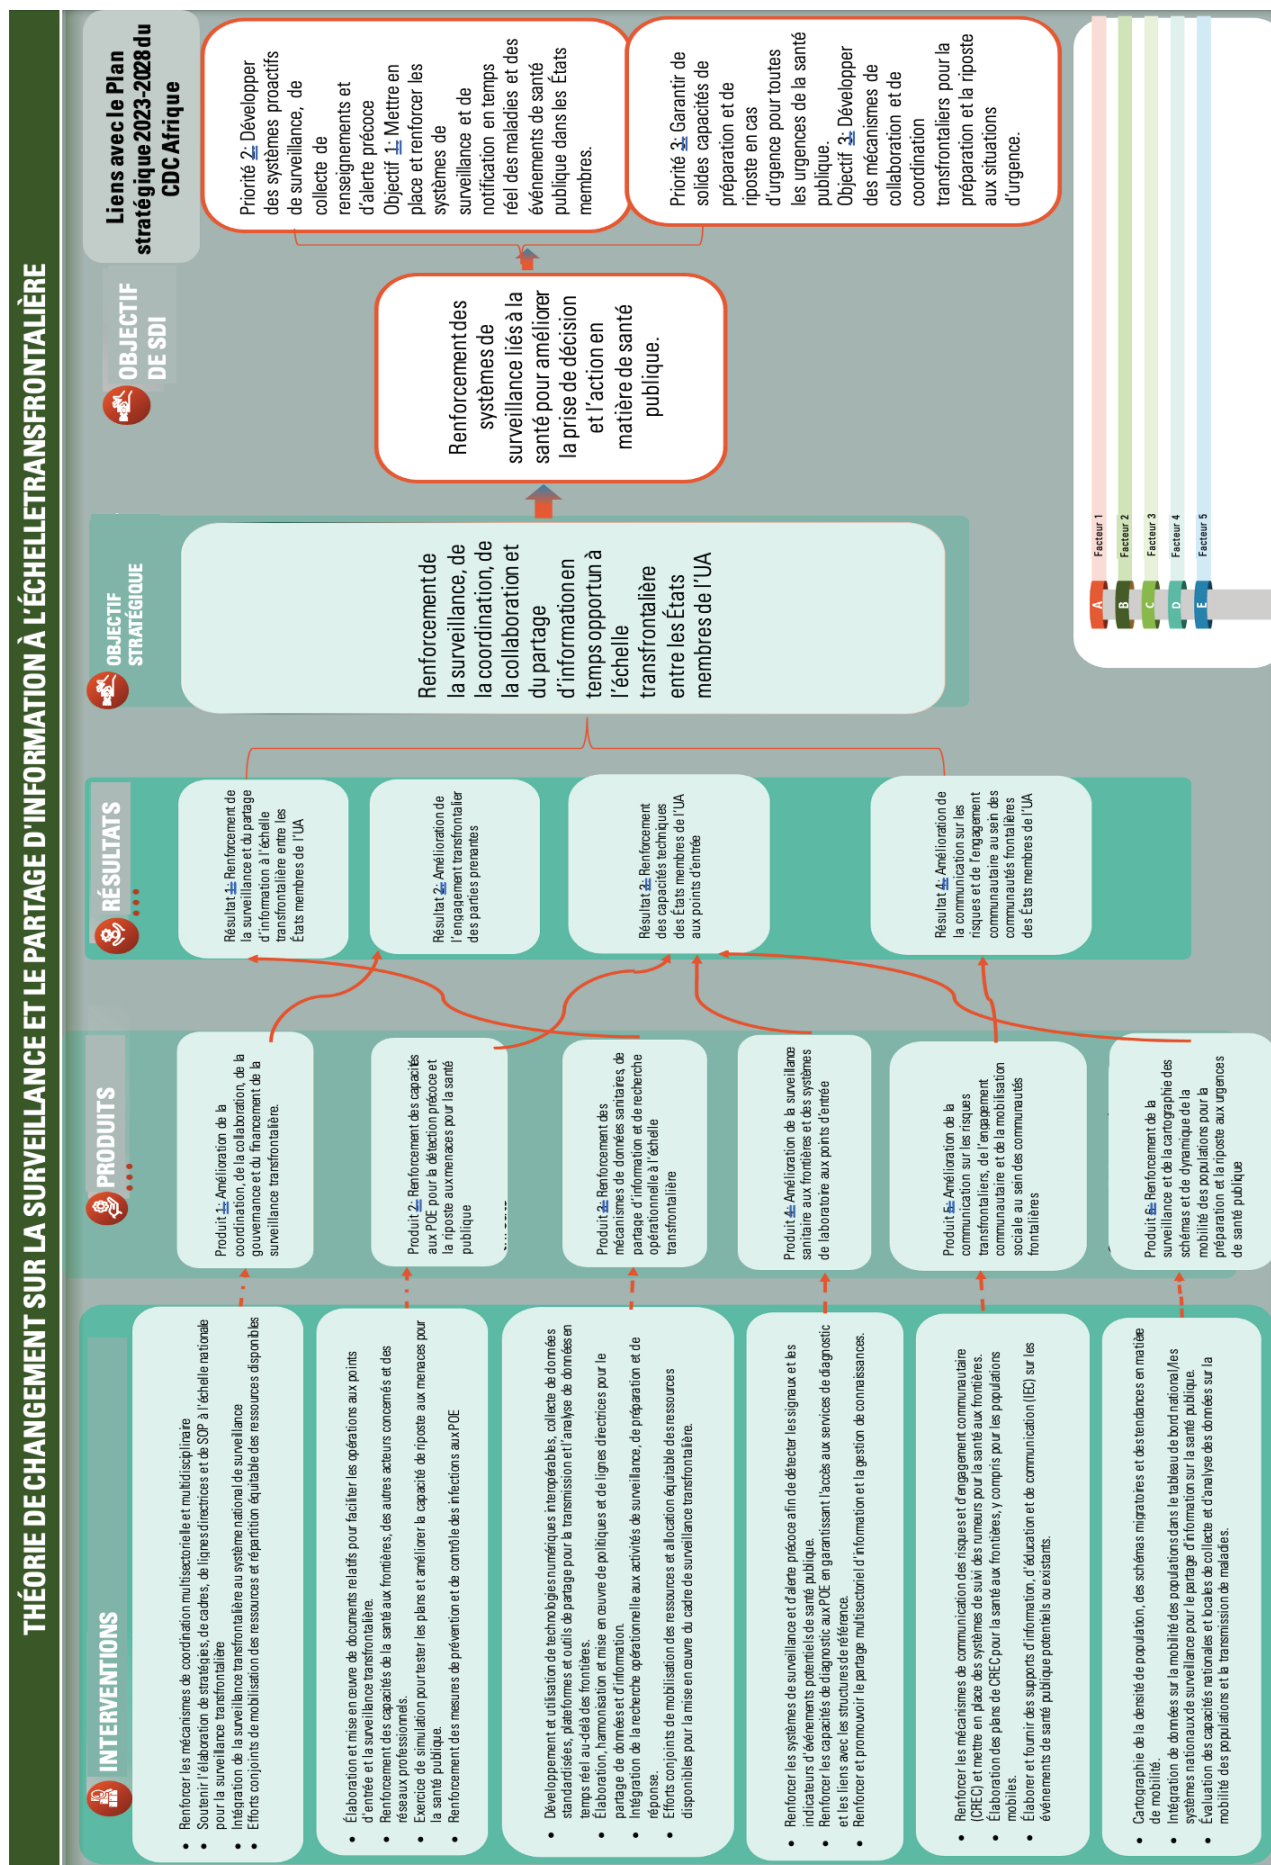 THÉORIE DE CHANGEMENT SUR LA SURVEILLANCE ET LE PARTAGE D'INFORMATION À L'ÉCHELLETRANSFRONTALIÈRE
INTERVENTIONS
• Renforcer les mécanismes de coordination multisectorielle et multidisciplinaire
• Soutenir l'élaboration de stratégies, de cadres, de lignes directrices et de SOP à l'échelle nationale
pour la surveillance transfrontalière
• Intégration de la surveillance transfrontalière au système national de surveillance
• Efforts conjoints de mobilisation des ressources et répartition équitable des ressources disponibles
• Élaboration et mise en œuvre de documents relatifs pour faciliter les opérations aux points
d'entrée et la surveillance transfrontalière.
• Renforcement des capacités de la santé aux frontières, des autres acteurs concernés et des
réseaux professionnels.
• Exercice de simulation pour tester les plans et améliorer la capacité de riposte aux menaces pour
la santé publique.
• Renforcement des mesures de prévention et de contrôle des infections aux POE
• Développement et utilisation de technologies numériques interopérables, collecte de données
standardisées, plateformes et outils de partage pour la transmission et l'analyse de données en
temps réel au-delà des frontières.
• Élaboration, harmonisation et mise en œuvre de politiques et de lignes directrices pour le
partage de données et d'information.
• Intégration de la recherche opérationnelle aux activités de surveillance, de préparation et de
réponse.
• Efforts conjoints de mobilisation des ressources et allocation équitable des ressources
disponibles pour la mise en œuvre du cadre de surveillance transfrontalière.
• Renforcer les systèmes de surveillance et d'alerte précoce afin de détecter les signaux et les
indicateurs d'événements potentiels de santé publique.
• Renforcer les capacités de diagnostic aux POE en garantissant l'accès aux services de diagnostic
et les liens avec les structures de référence.
• Renforcer et promouvoir le partage multisectoriel d'information et la gestion de connaissances.
• Renforcer les mécanismes de communication des risques et d'engagement communautaire
(CREC) et mettre en place des systèmes de suivi des rumeurs pour la santé aux frontières.
• Élaboration des plans de CREC pour la santé aux frontières, y compris pour les populations
mobiles.
• Élaborer et fournir des supports d'information, d'éducation et de communication (IEC) sur les
événements de santé publique potentiels ou existants.
• Cartographie de la densité de population, des schémas migratoires et des tendances en matière
de mobilité.
• Intégration de données sur la mobilité des populations dans le tableau de bord national/les
systèmes nationaux de surveillance pour le partage d'information sur la santé publique.
• Évaluation des capacités nationales et locales de collecte et d'analyse des données sur la
mobilité des populations et la transmission de maladies.
PRODUITS
Produit 1: Amélioration de la
coordination, de la collaboration, de la
gouvernance et du financement de la
surveillance transfrontalière.
Produit 2: Renforcement des capacités
aux POE pour la détection précoce et
la riposte aux menaces pour la santé
publique
Produit 3: Renforcement des
mécanismes de données sanitaires, de
partage d'information et de recherche
opérationnelle à l'échelle
transfrontalière
Produit 4: Amélioration de la surveillance
sanitaire aux frontières et des systèmes
de laboratoire aux points d'entrée
Produit 5: Amélioration de la
communication sur les risques
transfrontaliers, de l'engagement
communautaire et de la mobilisation
sociale au sein des communautés
frontalières
Produit 6: Renforcement de la
surveillance et de la cartographie des
schémas et de dynamique de la
mobilité des populations pour la
préparation et la riposte aux urgences
de santé publique
RÉSULTATS
Résultat 1: Renforcement de
la surveillance et du partage
d'information à l'échelle
transfrontalière entre les
États membres de l'UA
Résultat 2: Amélioration de
l'engagement transfrontalier
des parties prenantes
Résultat 3: Renforcement
des capacités techniques
des États membres de l'UA
aux points d'entrée
Résultat 4: Amélioration de
la communication sur les
risques et de l'engagement
communautaire au sein des
communautés frontalières
des États membres de l'UA
OBJECTIF
STRATÉGIQUE
Renforcement de
la surveillance, de
la coordination, de
la collaboration et
du partage
d'information en
temps opportun à
l'échelle
transfrontalière
entre les États
membres de l'UA
OBJECTIF
DE SDI
Renforcement des
systèmes de
surveillance liés à la
santé pour améliorer
la prise de décision
et l'action en
matière de santé
publique.
Liens avec le Plan
stratégique 2023-2028 du
CDC Afrique
Priorité 2: Développer
des systèmes proactifs
de surveillance, de
collecte de
renseignements et
d'alerte précoce
Objectif 1: Mettre en
place et renforcer les
systèmes de
surveillance et de
notification en temps
réel des maladies et des
événements de santé
publique dans les États
membres.
Priorité 3: Garantir de
solides capacités de
préparation et de
riposte en cas
d'urgence pour toutes
les urgences de la santé
publique.
Objectif 3: Développer
des mécanismes de
collaboration et de
coordination
transfrontaliers pour la
préparation et la riposte
aux situations
d'urgence.
A Facteur 1
B Facteur 2
C Facteur 3
D Facteur 4
E Facteur 5